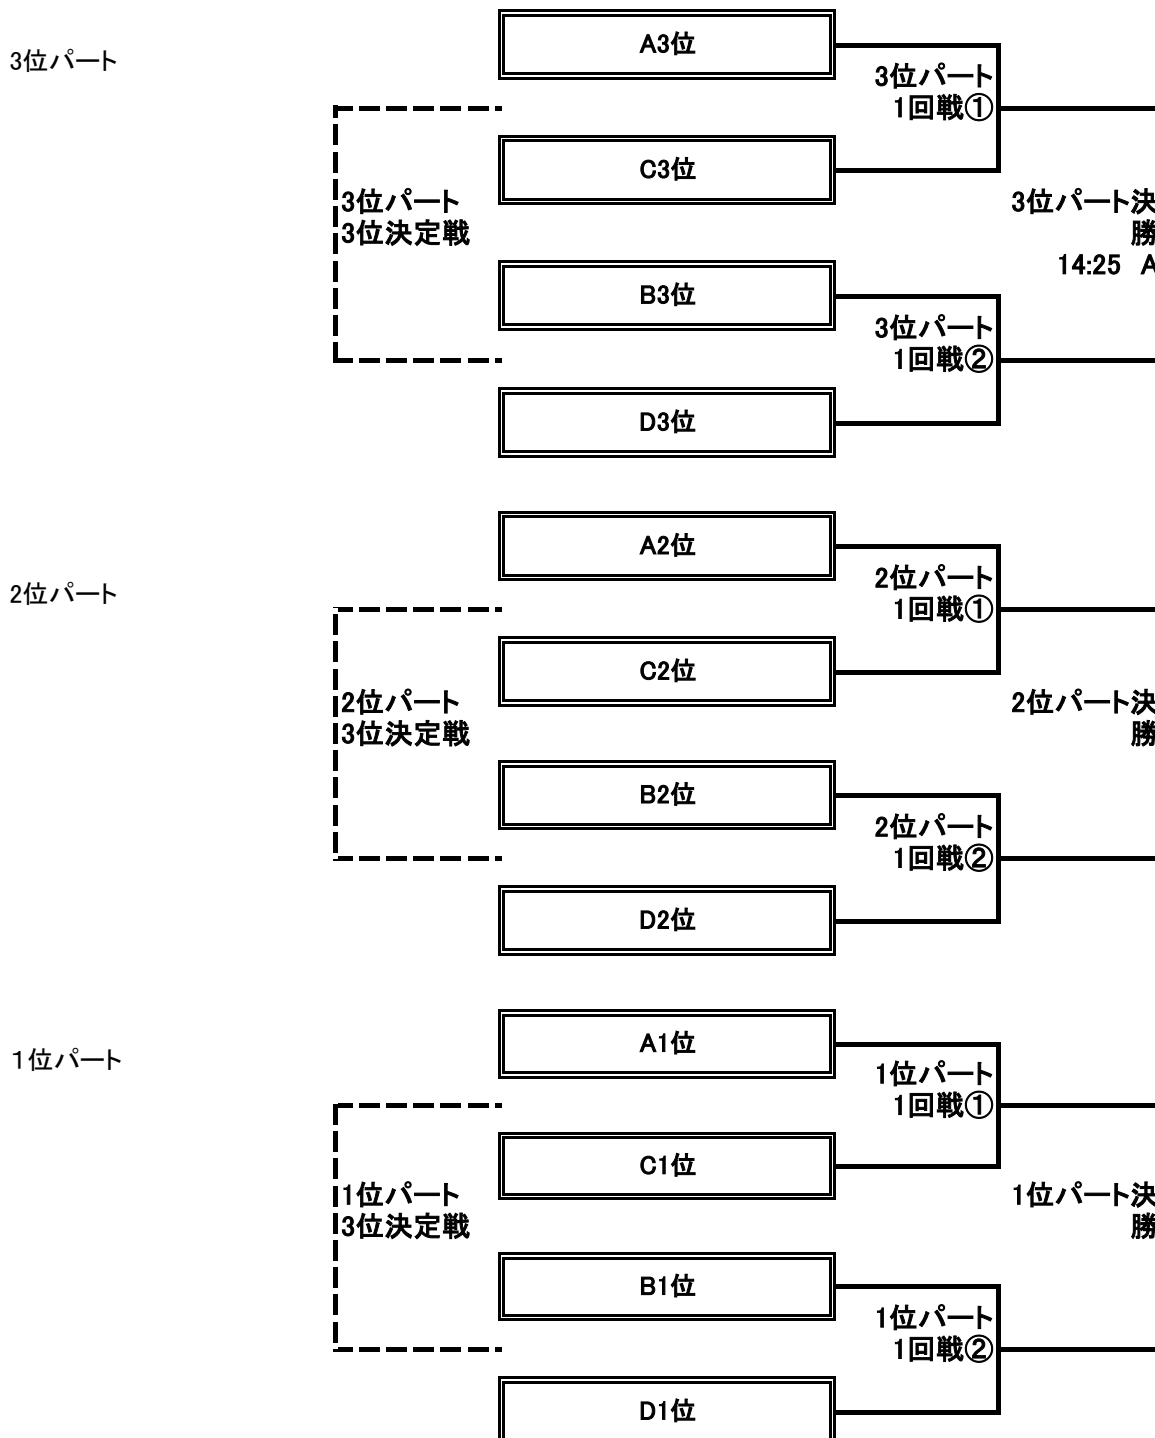 A3位
3位パート
3位パート
1回戦①
C3位
3位パート
3位決定戦
3位パート決
勝
14:25 A
B3位
3位パート
1回戦②
D3位
A2位
2位パート
2位パート
1回戦①
C2位
2位パート
3位決定戦
2位パート決
勝
B2位
2位パート
1回戦②
D2位
A1位
1位パート
1位パート
1回戦①
C1位
1位パート
3位決定戦
1位パート決
勝
B1位
1位パート
1回戦②
D1位